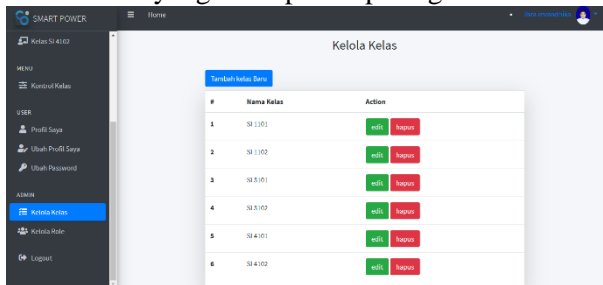 SMART POWER
Home
Kelas SI 4102
MENU
Kontrol Kelas
USER
Profil Saya
Ubah Profil Saya
Ubah Password
ADMIN
Kelola Kelas
Kelola Role
Logout
Kelola Kelas
Tambah kelas Baru
# Nama Kelas Action
1 SI 1101 edit hapus
2 SI 1102 edit hapus
3 SI 3101 edit hapus
4 SI 3102 edit hapus
5 SI 4101 edit hapus
6 SI 4102 edit hapus